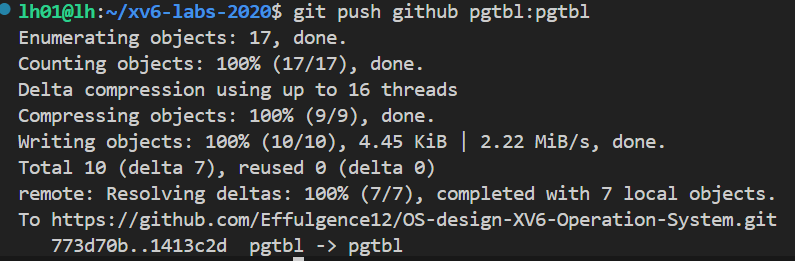 lh01@lh:~/xv6-labs-2020$ git push github pgtbl:pgtbl
Enumerating objects: 17, done.
Counting objects: 100% (17/17), done.
Delta compression using up to 16 threads
Compressing objects: 100% (9/9), done.
Writing objects: 100% (10/10), 4.45 KiB | 2.22 MiB/s, done.
Total 10 (delta 7), reused 0 (delta 0)
remote: Resolving deltas: 100% (7/7), completed with 7 local objects.
To https://github.com/Effulgence12/OS-design-XV6-Operation-System.git
   773d70b..1413c2d  pgtbl -> pgtbl